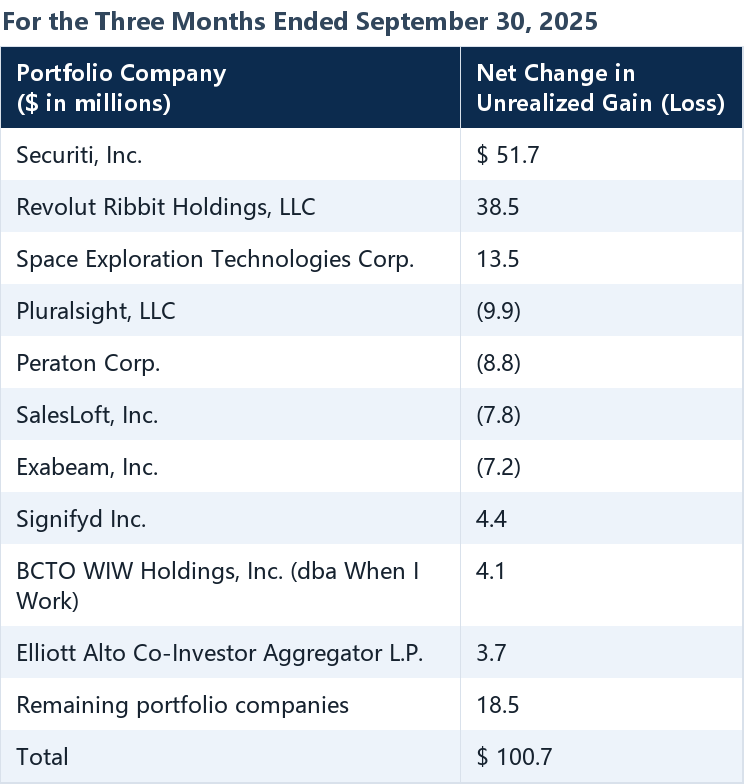 For the Three Months Ended September 30, 2025
Portfolio Company
($ in millions)
Net Change in
Unrealized Gain (Loss)
Securiti, Inc.
$ 51.7
Revolut Ribbit Holdings, LLC
38.5
Space Exploration Technologies Corp.
13.5
Pluralsight, LLC
(9.9)
Peraton Corp.
(8.8)
SalesLoft, Inc.
(7.8)
Exabeam, Inc.
(7.2)
Signifyd Inc.
4.4
BCTO WIW Holdings, Inc. (dba When I
Work)
4.1
Elliott Alto Co-Investor Aggregator L.P.
3.7
Remaining portfolio companies
18.5
Total
$ 100.7